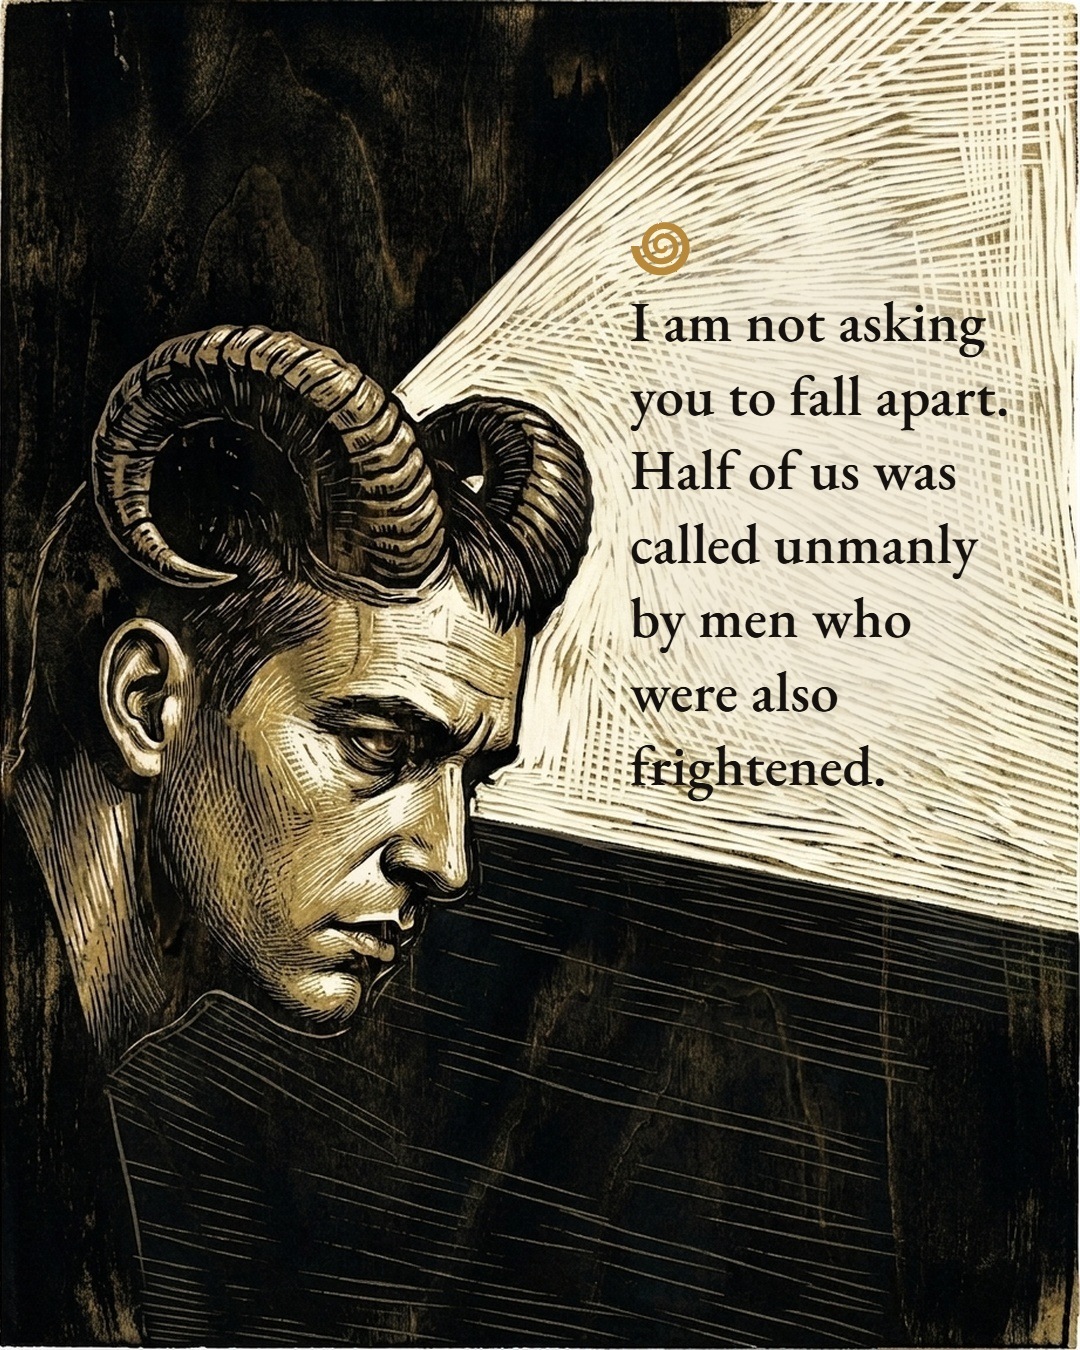 I am not asking
you to fall apart.
Half of us was
called unmanly
by men who
were also
frightened.